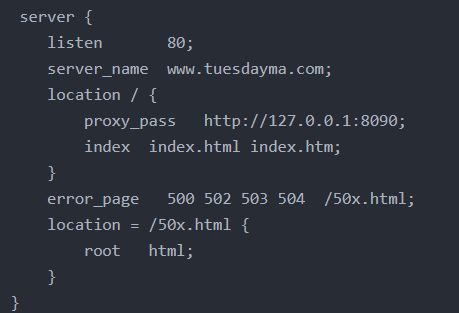 server {
listen 80;
server_name www.tuesdayma.com;
location / {
proxy_pass http://127.0.0.1:8090;
index index.html index.htm;
}
error_page 500 502 503 504 /50x.html;
location = /50x.html {
root html;
}
}